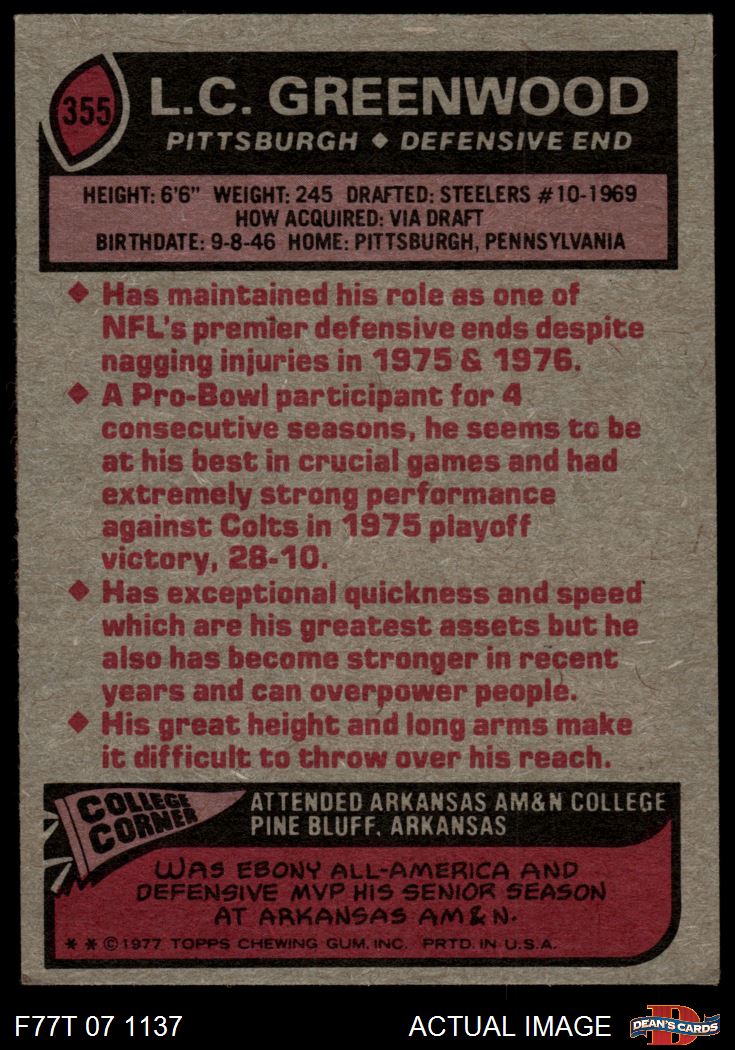 355
L.C. GREENWOOD
PITTSBURGH ◆ DEFENSIVE END
HEIGHT: 6'6" WEIGHT: 245 DRAFTED: STEELERS #10-1969
HOW ACQUIRED: VIA DRAFT
BIRTHDATE: 9-8-46 HOME: PITTSBURGH, PENNSYLVANIA
◆ Has maintained his role as one of
NFL's premier defensive ends despite
nagging injuries in 1975 & 1976.
◆ A Pro-Bowl participant for 4
consecutive seasons, he seems to be
at his best in crucial games and had
extremely strong performance
against Colts in 1975 playoff
victory, 28-10.
◆ Has exceptional quickness and speed
which are his greatest assets but he
also has become stronger in recent
years and can overpower people.
◆ His great height and long arms make
it difficult to throw over his reach.
COLLEGE
CORNER
ATTENDED ARKANSAS AM&N COLLEGE
PINE BLUFF, ARKANSAS
WAS EBONY ALL-AMERICA AND
DEFENSIVE MVP HIS SENIOR SEASON
AT ARKANSAS AM&N.
* * ©1977 TOPPS CHEWING GUM, INC. PRTD. IN U.S.A.
F77T 07 1137
ACTUAL IMAGE
D
DEAN'S CARDS